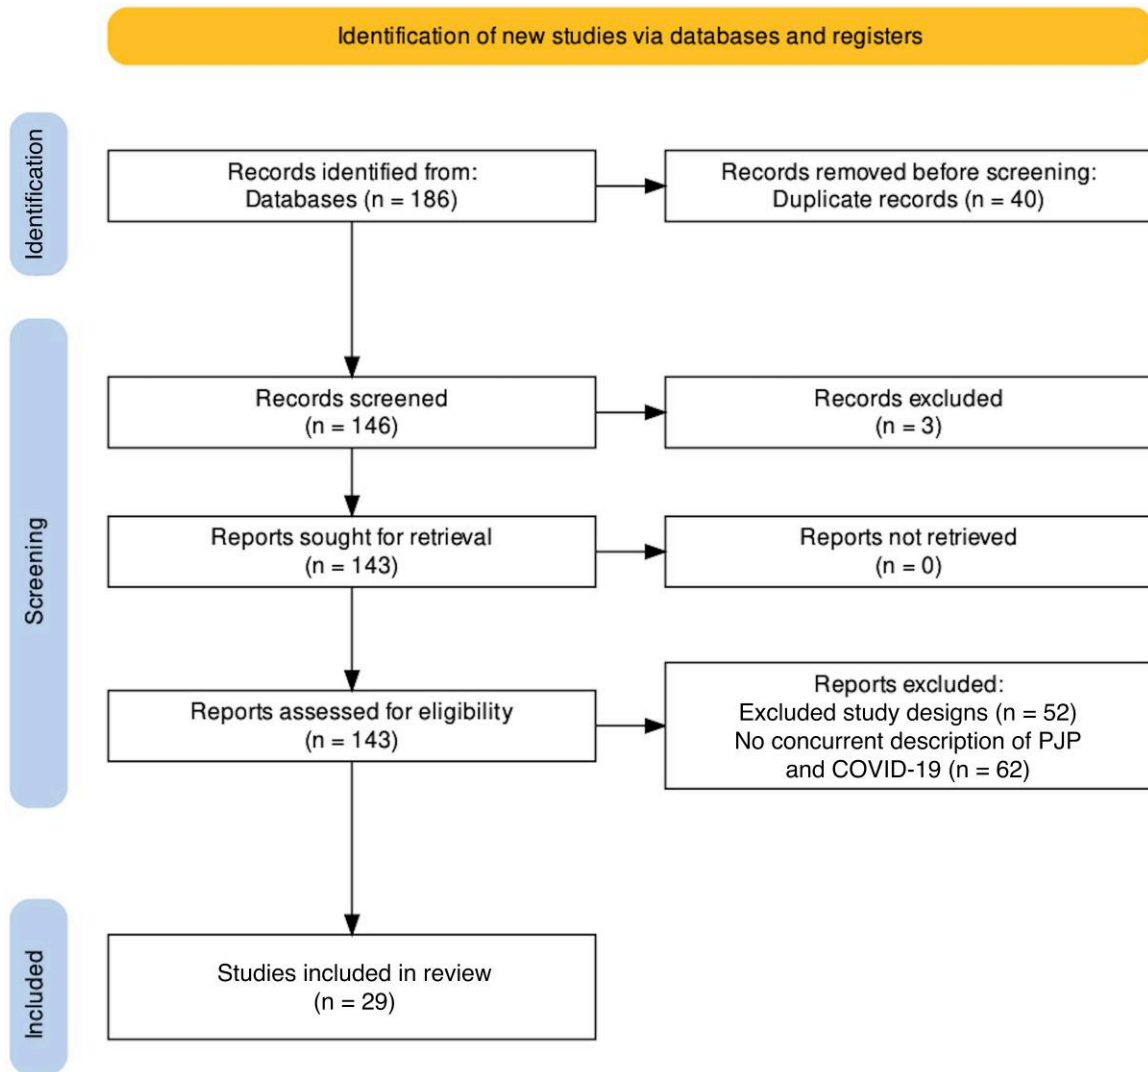 Identification of new studies via databases and registers
Identification
Records identified from:
Databases (n = 186)
Records removed before screening:
Duplicate records (n = 40)
Screening
Records screened
(n = 146)
Records excluded
(n = 3)
Reports sought for retrieval
(n = 143)
Reports not retrieved
(n = 0)
Reports assessed for eligibility
(n = 143)
Reports excluded:
Excluded study designs (n = 52)
No concurrent description of PJP
and COVID-19 (n = 62)
Included
Studies included in review
(n = 29)